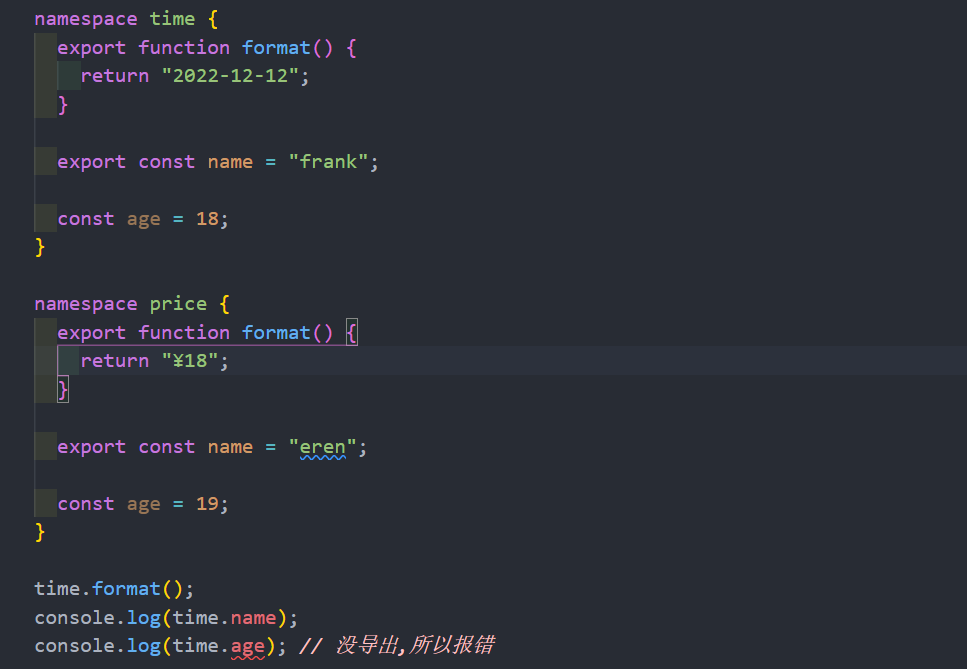 namespace time {
export function format() {
return "2022-12-12";
}
export const name = "frank";
const age = 18;
}
namespace price {
export function format() {
return "¥18";
}
export const name = "eren";
const age = 19;
}
time.format();
console.log(time.name);
console.log(time.age); // 没导出,所以报错